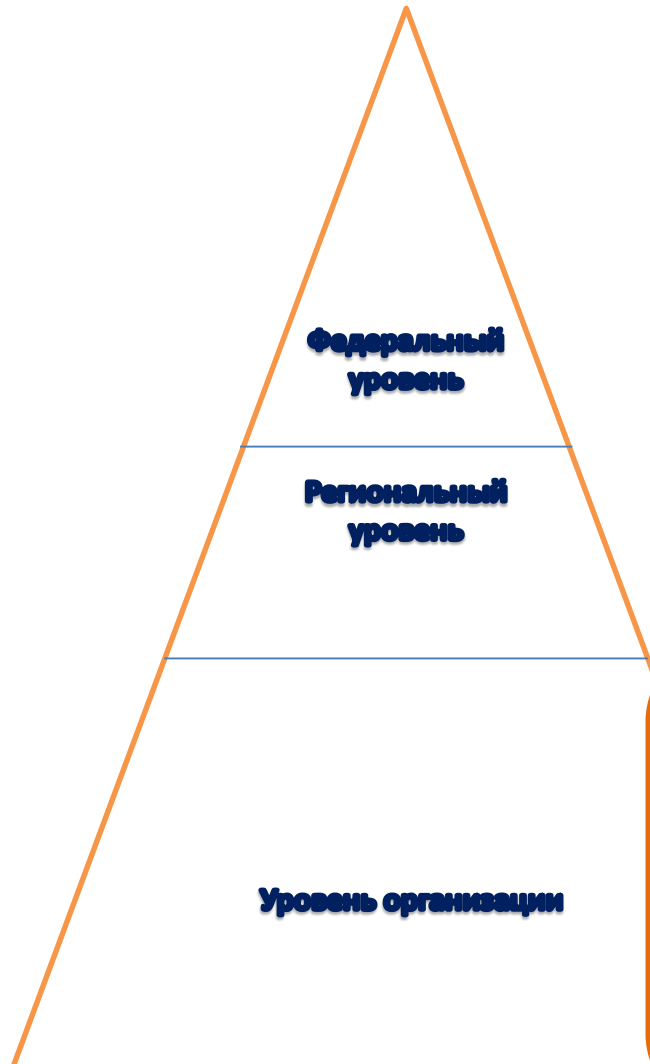 Федеральный
уровень
Региональный
уровень
Уровень организации